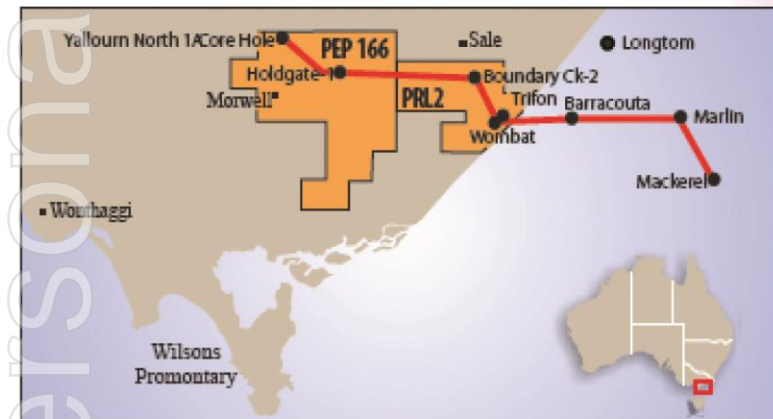 Yallourn North 1A Core Hole
PEP 166
Sale
Longtom
Holdgate-1
Boundary Ck-2
Morwell
PRL2
Trifon
Barracouta
Marlin
Wombat
Mackerel
Wonthaggi
Wilsons
Promontary
ersona